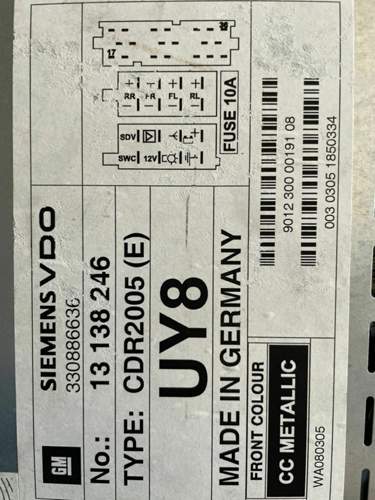 SIEMENS VDO
330886636
GM
No.: 13 138 246
TYPE: CDR2005 (E)
UY8
MADE IN GERMANY
FRONT COLOUR
CC METALLIC
17
RR FR FL RL
FUSE 10A
SDV
SWC 12V
9012 300 00191 08
003 0305 1850334
WA080305